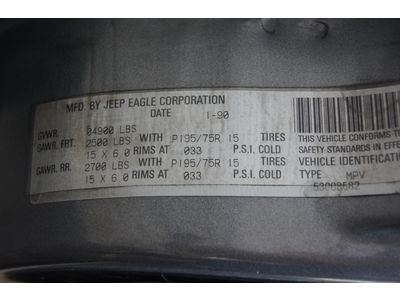 MFD. BY JEEP EAGLE CORPORATION
DATE 1-90
GVWR. 04900 LBS
GAWR. FRT. 2500 LBS WITH P195/75R 15 TIRES
15 X 6.0 RIMS AT 033 P.S.I. COLD
GAWR. RR. 2700 LBS WITH P195/75R 15 TIRES
15 X 6.0 RIMS AT 033 P.S.I. COLD
THIS VEHICLE CONFORMS
SAFETY STANDARDS IN EFFEC
VEHICLE IDENTIFICATI
TYPE MPV
53008582